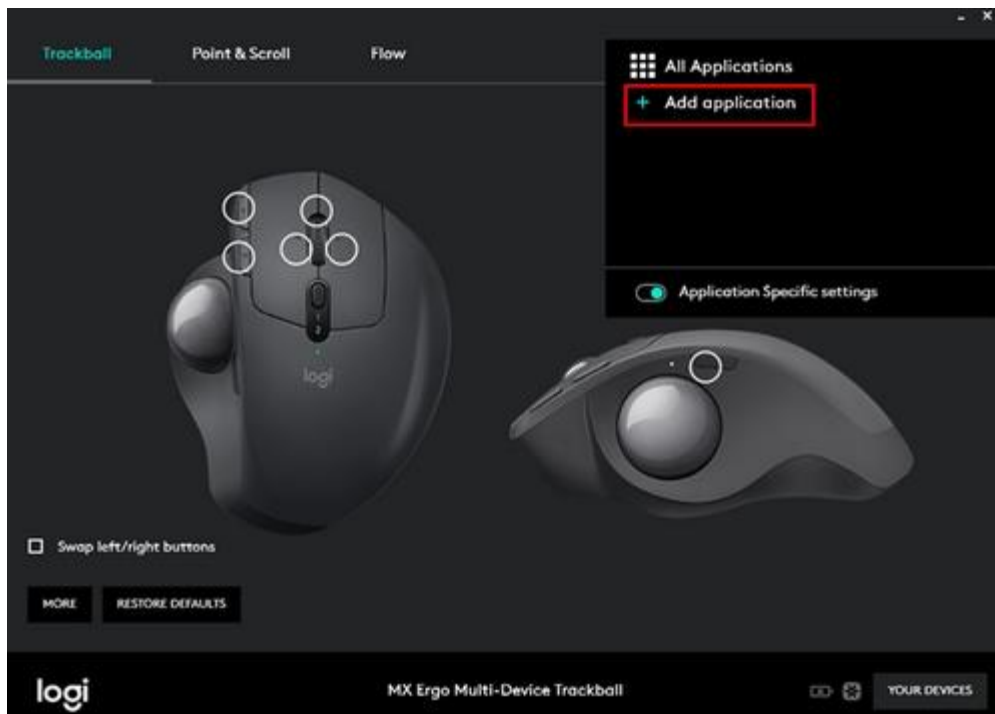 Trackball
Point & Scroll
Flow
All Applications
+ Add application
Application Specific settings
logi
Swap left/right buttons
MORE
RESTORE DEFAULTS
logi
MX Ergo Multi-Device Trackball
YOUR DEVICES